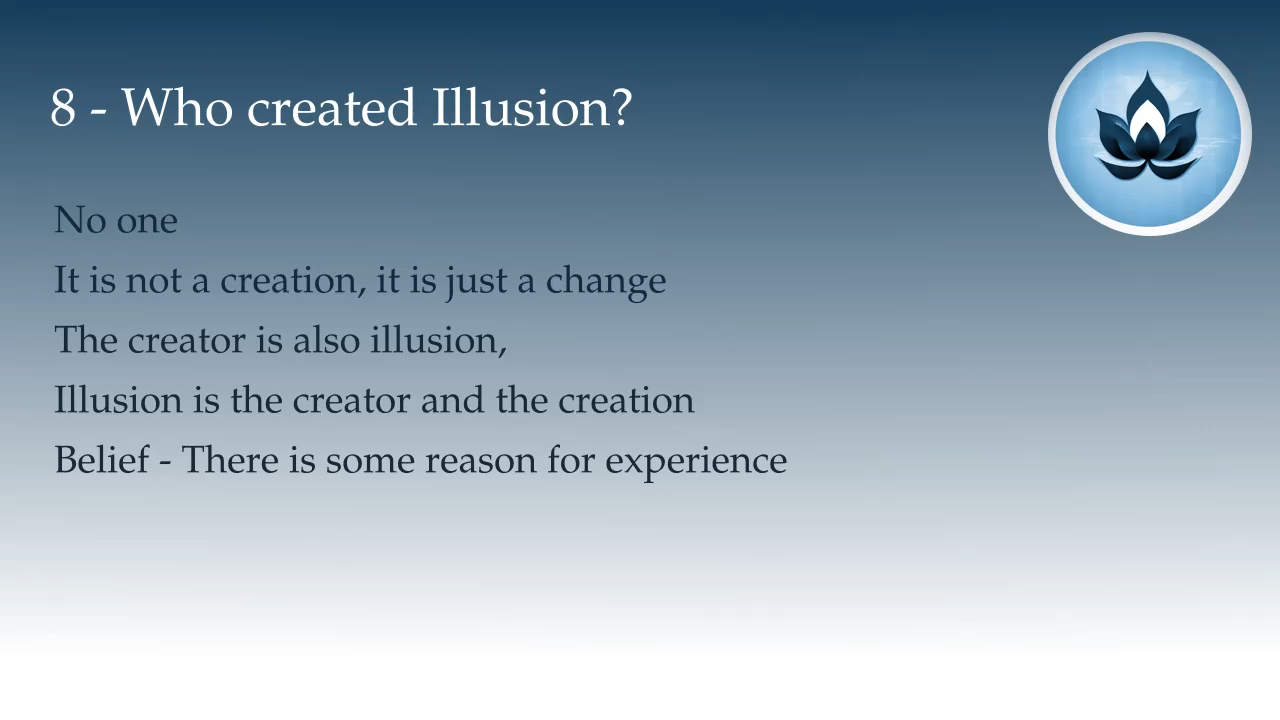 8 - Who created Illusion?
No one
It is not a creation, it is just a change
The creator is also illusion,
Illusion is the creator and the creation
Belief - There is some reason for experience